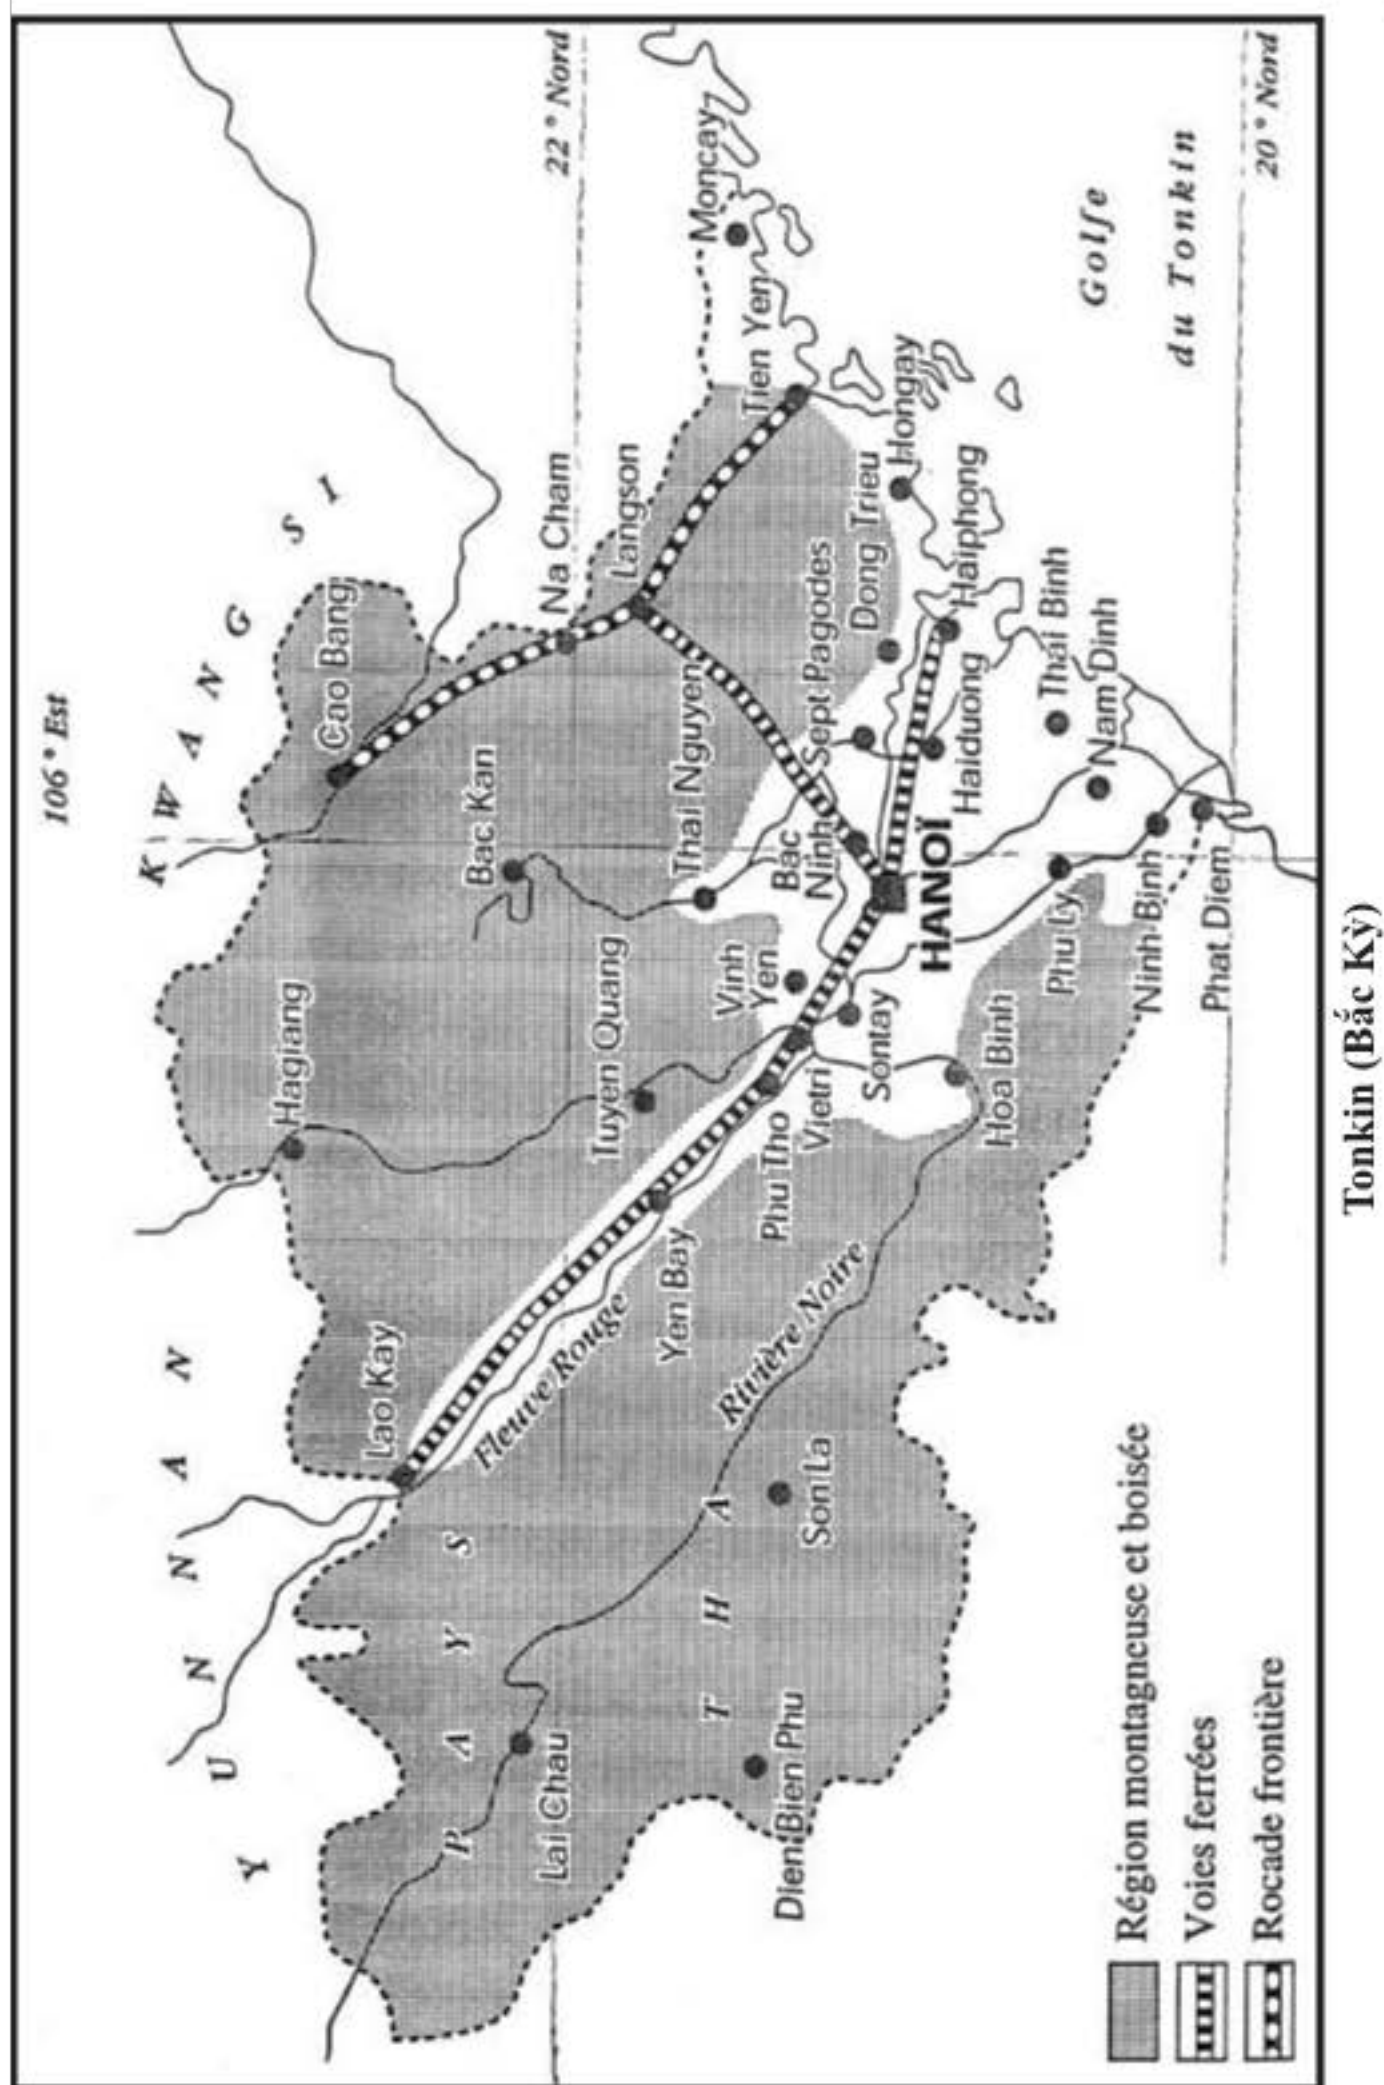 106° Est
K W A N G S I
Y U N N A N
22° Nord
Cao Bang
Hagiang
Lao Kay
Bac Kan
Na Cham
Langson
Moncay
Tien Yen
Tuyen Quang
Thai Nguyen
Fleuve Rouge
Yen Bay
P A Y S
T H A
Lai Chau
Dien Bien Phu
Son La
Rivière Noire
Phu Tho
Vietri
Vinh
Yen
Bac
Ninh
Sept Pagodes
Dong Trieu
Hongay
Sontay
HANOÏ
Haiduong
Haiphong
Hoa Binh
Phu Ly
Thai Binh
Nam Dinh
Ninh Binh
Phat Diem
Golfe
du Tonkin
20° Nord
Région montagneuse et boisée
Voies ferrées
Rocade frontière
Tonkin (Bắc Kỳ)